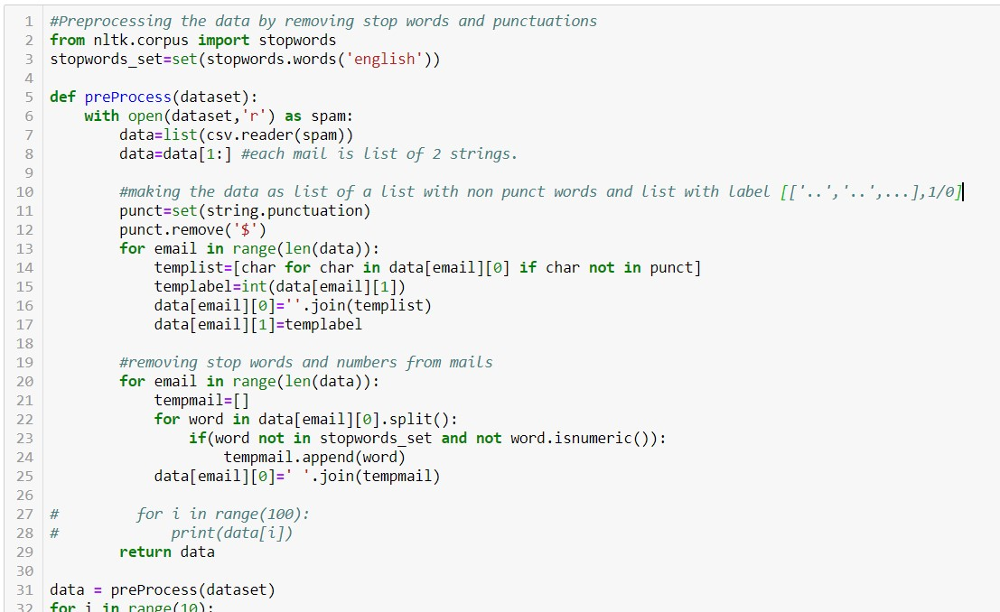 1 #Preprocessing the data by removing stop words and punctuations
2 from nltk.corpus import stopwords
3 stopwords_set=set(stopwords.words('english'))
4
5 def preProcess(dataset):
6     with open(dataset,'r') as spam:
7         data=list(csv.reader(spam))
8         data=data[1:] #each mail is list of 2 strings.
9
10         #making the data as list of a list with non punct words and list with label [['..','..',...],1/0]
11         punct=set(string.punctuation)
12         punct.remove('$')
13         for email in range(len(data)):
14             templist=[char for char in data[email][0] if char not in punct]
15             templabel=int(data[email][1])
16             data[email][0]=''.join(templist)
17             data[email][1]=templabel
18
19         #removing stop words and numbers from mails
20         for email in range(len(data)):
21             tempmail=[]
22             for word in data[email][0].split():
23                 if(word not in stopwords_set and not word.isnumeric()):
24                     tempmail.append(word)
25             data[email][0]=' '.join(tempmail)
26
27 #         for i in range(100):
28 #             print(data[i])
29         return data
30
31 data = preProcess(dataset)
32 for i in range(10):